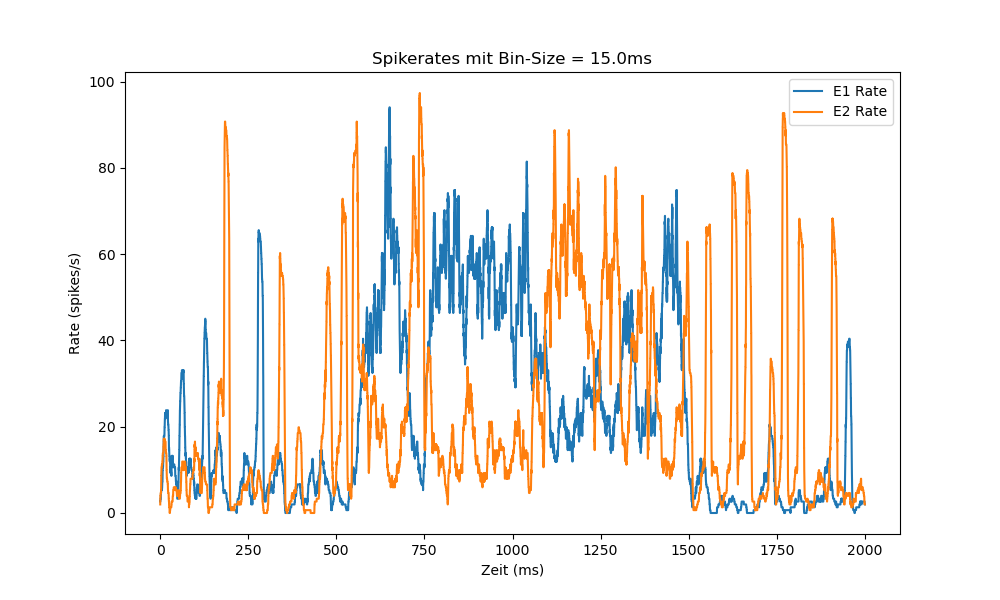 Spikerates mit Bin-Size = 15.0ms
E1 Rate
E2 Rate
100
80
60
40
20
0
Rate (spikes/s)
0 250 500 750 1000 1250 1500 1750 2000
Zeit (ms)